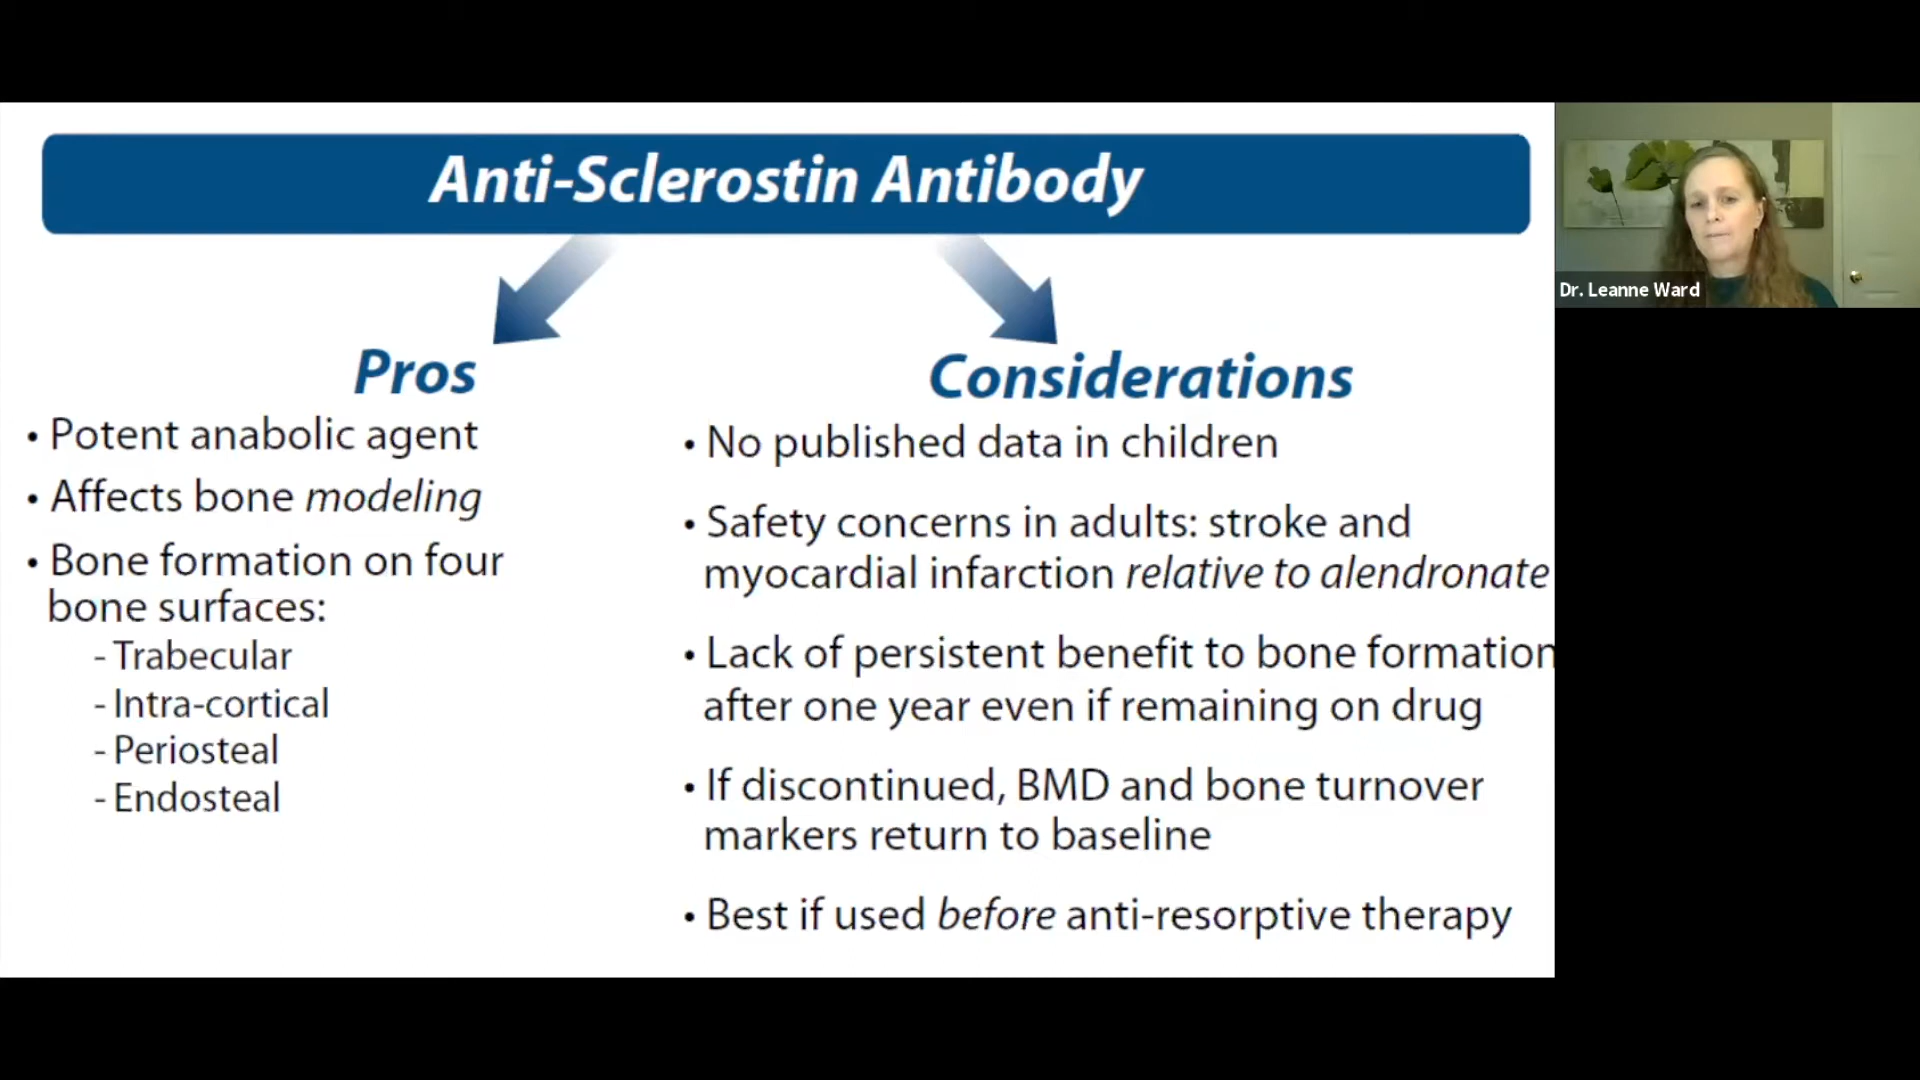 Anti-Sclerostin Antibody
Pros
• Potent anabolic agent
• Affects bone modeling
• Bone formation on four
bone surfaces:
- Trabecular
- Intra-cortical
- Periosteal
- Endosteal
Considerations
• No published data in children
• Safety concerns in adults: stroke and
myocardial infarction relative to alendronate
• Lack of persistent benefit to bone formation
after one year even if remaining on drug
• If discontinued, BMD and bone turnover
markers return to baseline
• Best if used before anti-resorptive therapy
Dr. Leanne Ward